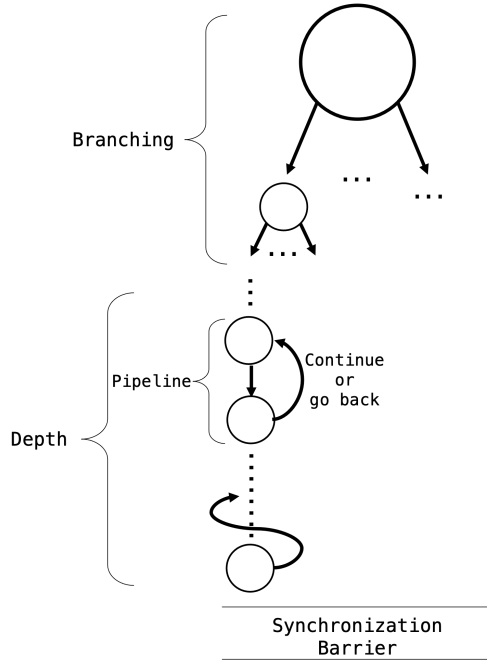 Branching
...
...
...
Continue
or
go back
Pipeline
Depth
Synchronization
Barrier